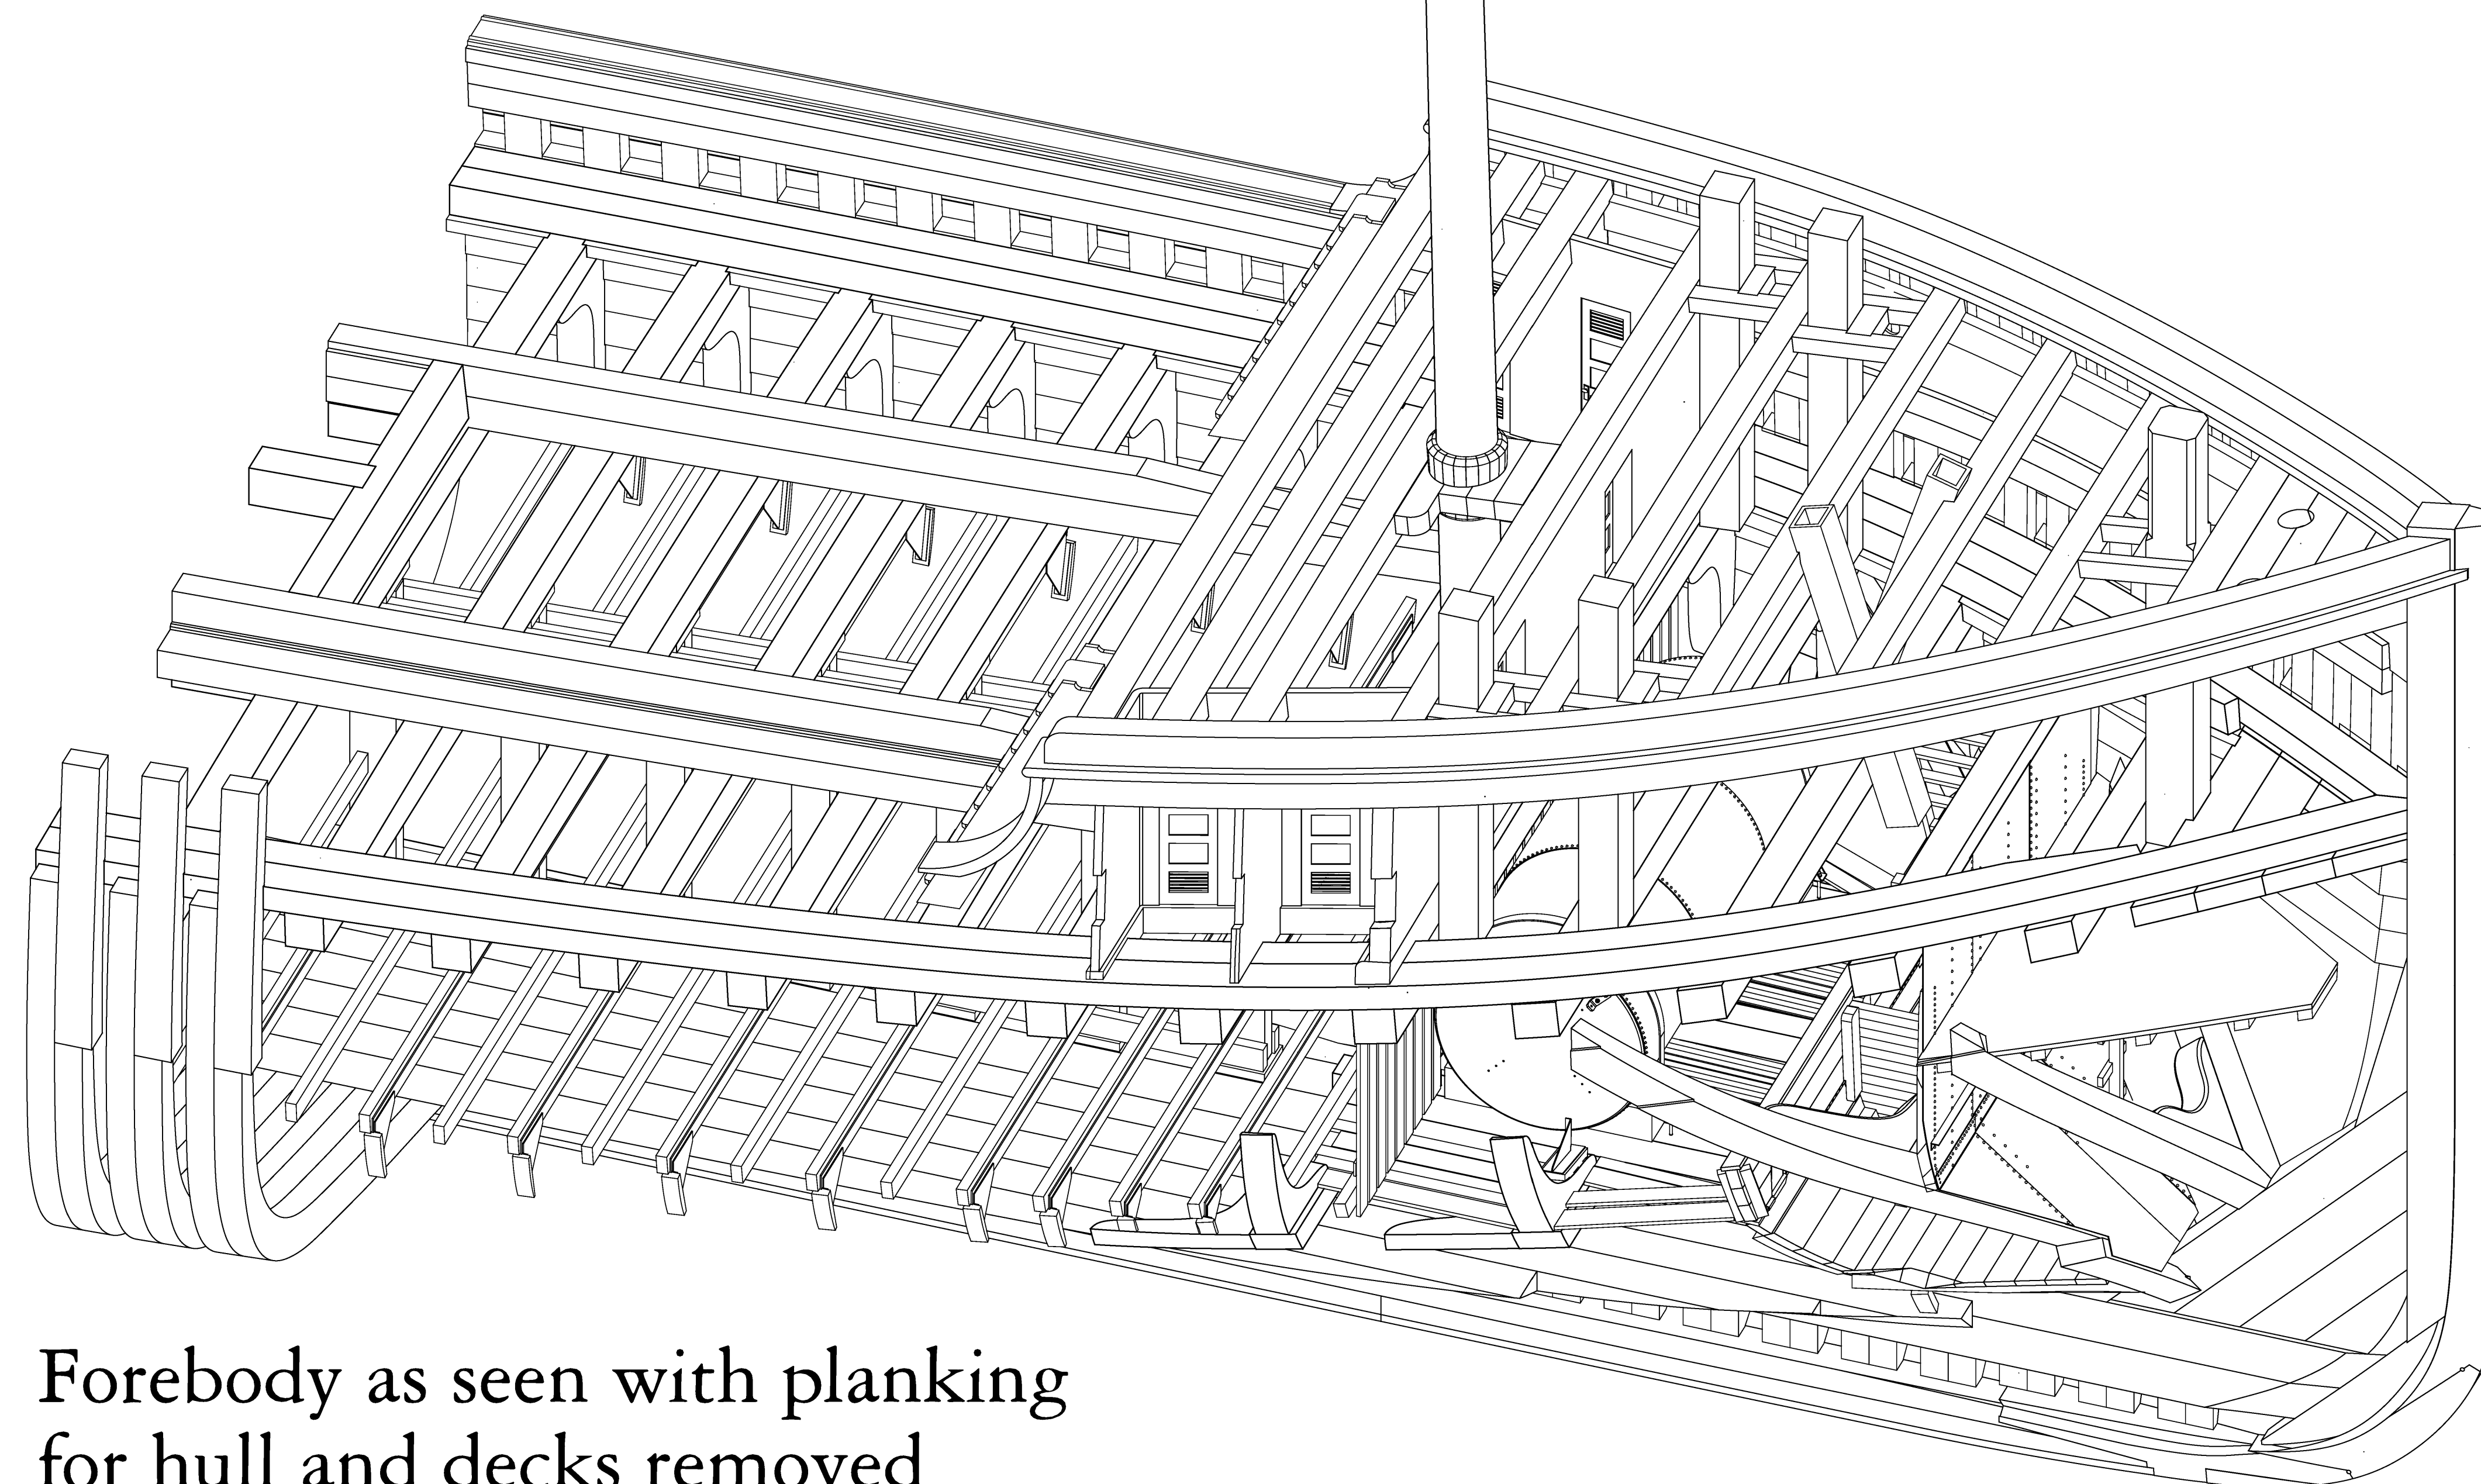 Forebody as seen with planking
for hull and decks removed